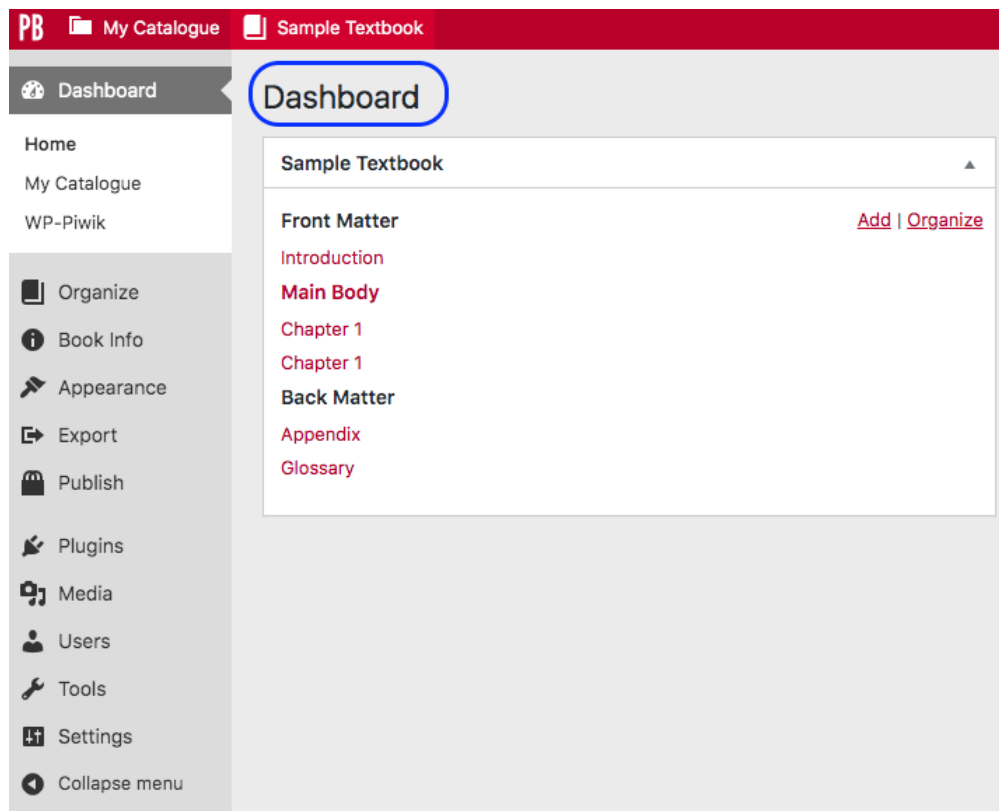 PB My Catalogue Sample Textbook
Dashboard
Home
My Catalogue
WP-Piwik
Organize
Book Info
Appearance
Export
Publish
Plugins
Media
Users
Tools
Settings
Collapse menu
Dashboard
Sample Textbook
Front Matter Add | Organize
Introduction
Main Body
Chapter 1
Chapter 1
Back Matter
Appendix
Glossary